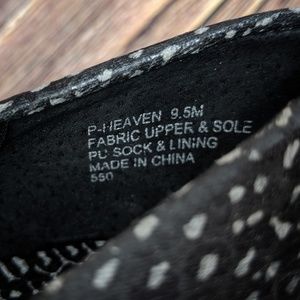 P-HEAVEN 9.5M
FABRIC UPPER & SOLE
PU SOCK & LINING
MADE IN CHINA
550